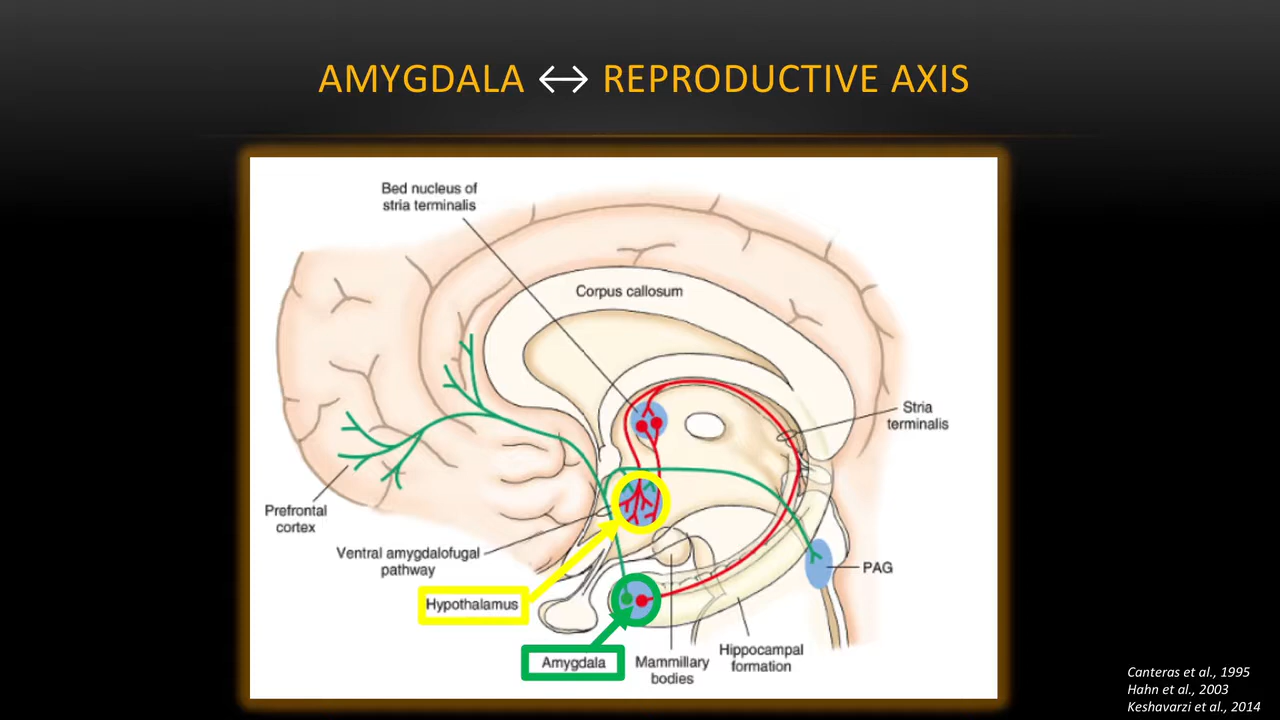 AMYGDALA ↔ REPRODUCTIVE AXIS
Bed nucleus of
stria terminalis
Corpus callosum
Stria
terminalis
Prefrontal
cortex
Ventral amygdalofugal
pathway
PAG
Hypothalamus
Amygdala
Mammillary
bodies
Hippocampal
formation
Canteras et al., 1995
Hahn et al., 2003
Keshavarzi et al., 2014